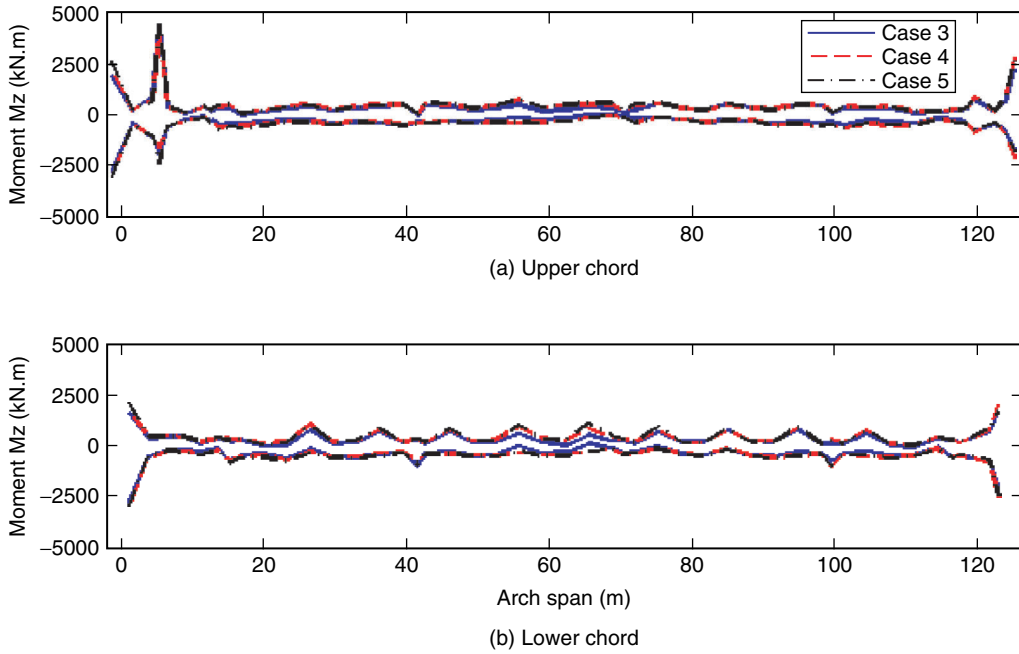 5000
2500
0
−2500
−5000
Moment Mz (kN.m)
Case 3
Case 4
Case 5
0 20 40 60 80 100 120
(a) Upper chord
5000
2500
0
−2500
−5000
Moment Mz (kN.m)
0 20 40 60 80 100 120
Arch span (m)
(b) Lower chord